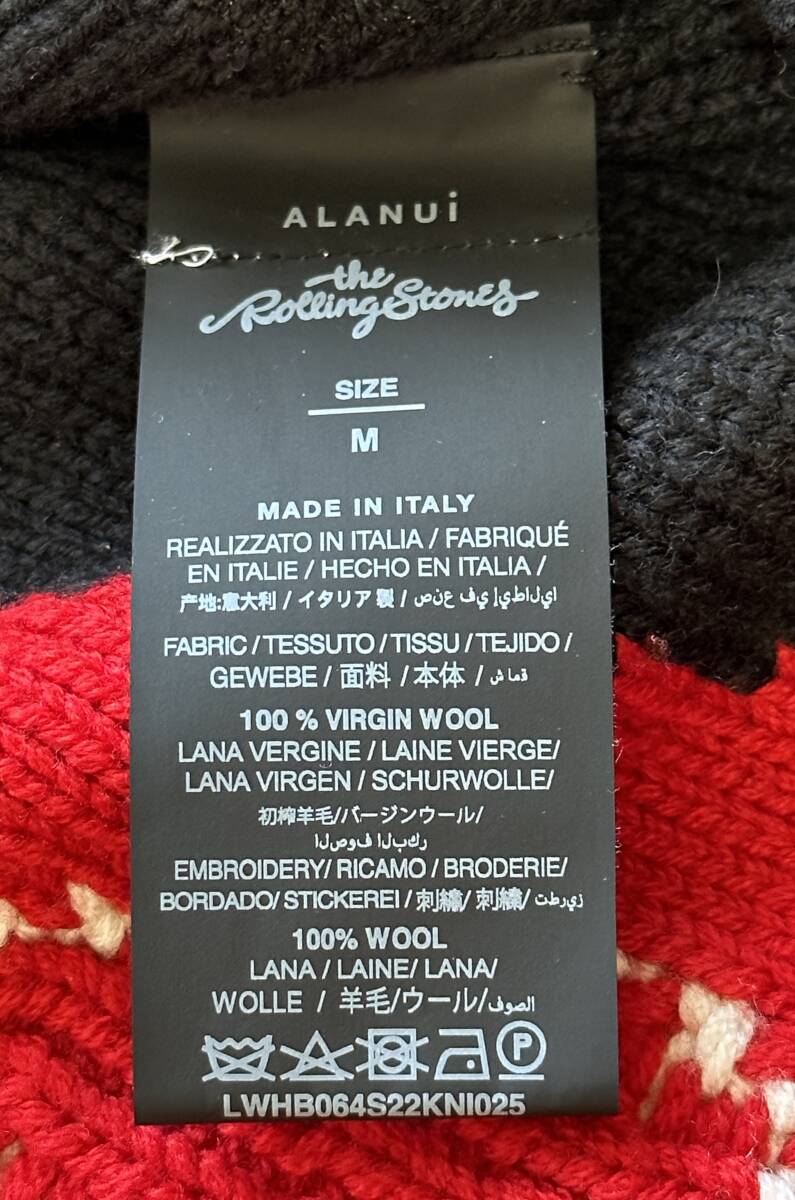 ALANUi
the
Rolling Stones
SIZE
M
MADE IN ITALY
REALIZZATO IN ITALIA / FABRIQUÉ
EN ITALIE / HECHO EN ITALIA /
产地:意大利 / イタリア 製 / صنع في إيطاليا
FABRIC / TESSUTO / TISSU / TEJIDO /
GEWEBE / 面料 / 本体 / قماش
100 % VIRGIN WOOL
LANA VERGINE / LAINE VIERGE/
LANA VIRGEN / SCHURWOLLE/
初榨羊毛/バージンウール/
الصوف البكر
EMBROIDERY/ RICAMO / BRODERIE/
BORDADO/ STICKEREI / 刺繡/ 刺繍/ تطريز
100% WOOL
LANA / LAINE/ LANA/
WOLLE / 羊毛/ウール/الصوف
P
LWHB064S22KNI025